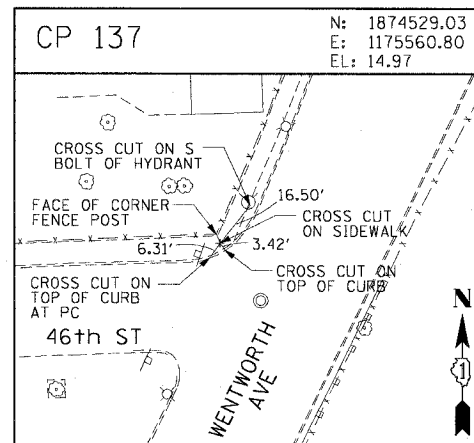 CP 137
N: 1874529.03
E: 1175560.80
EL: 14.97
CROSS CUT ON S
BOLT OF HYDRANT
16.50'
FACE OF CORNER
FENCE POST
CROSS CUT
ON SIDEWALK
6.31'
3.42'
CROSS CUT ON
TOP OF CURB
AT PC
CROSS CUT ON
TOP OF CURB
46th ST
WENTWORTH
AVE
N
1